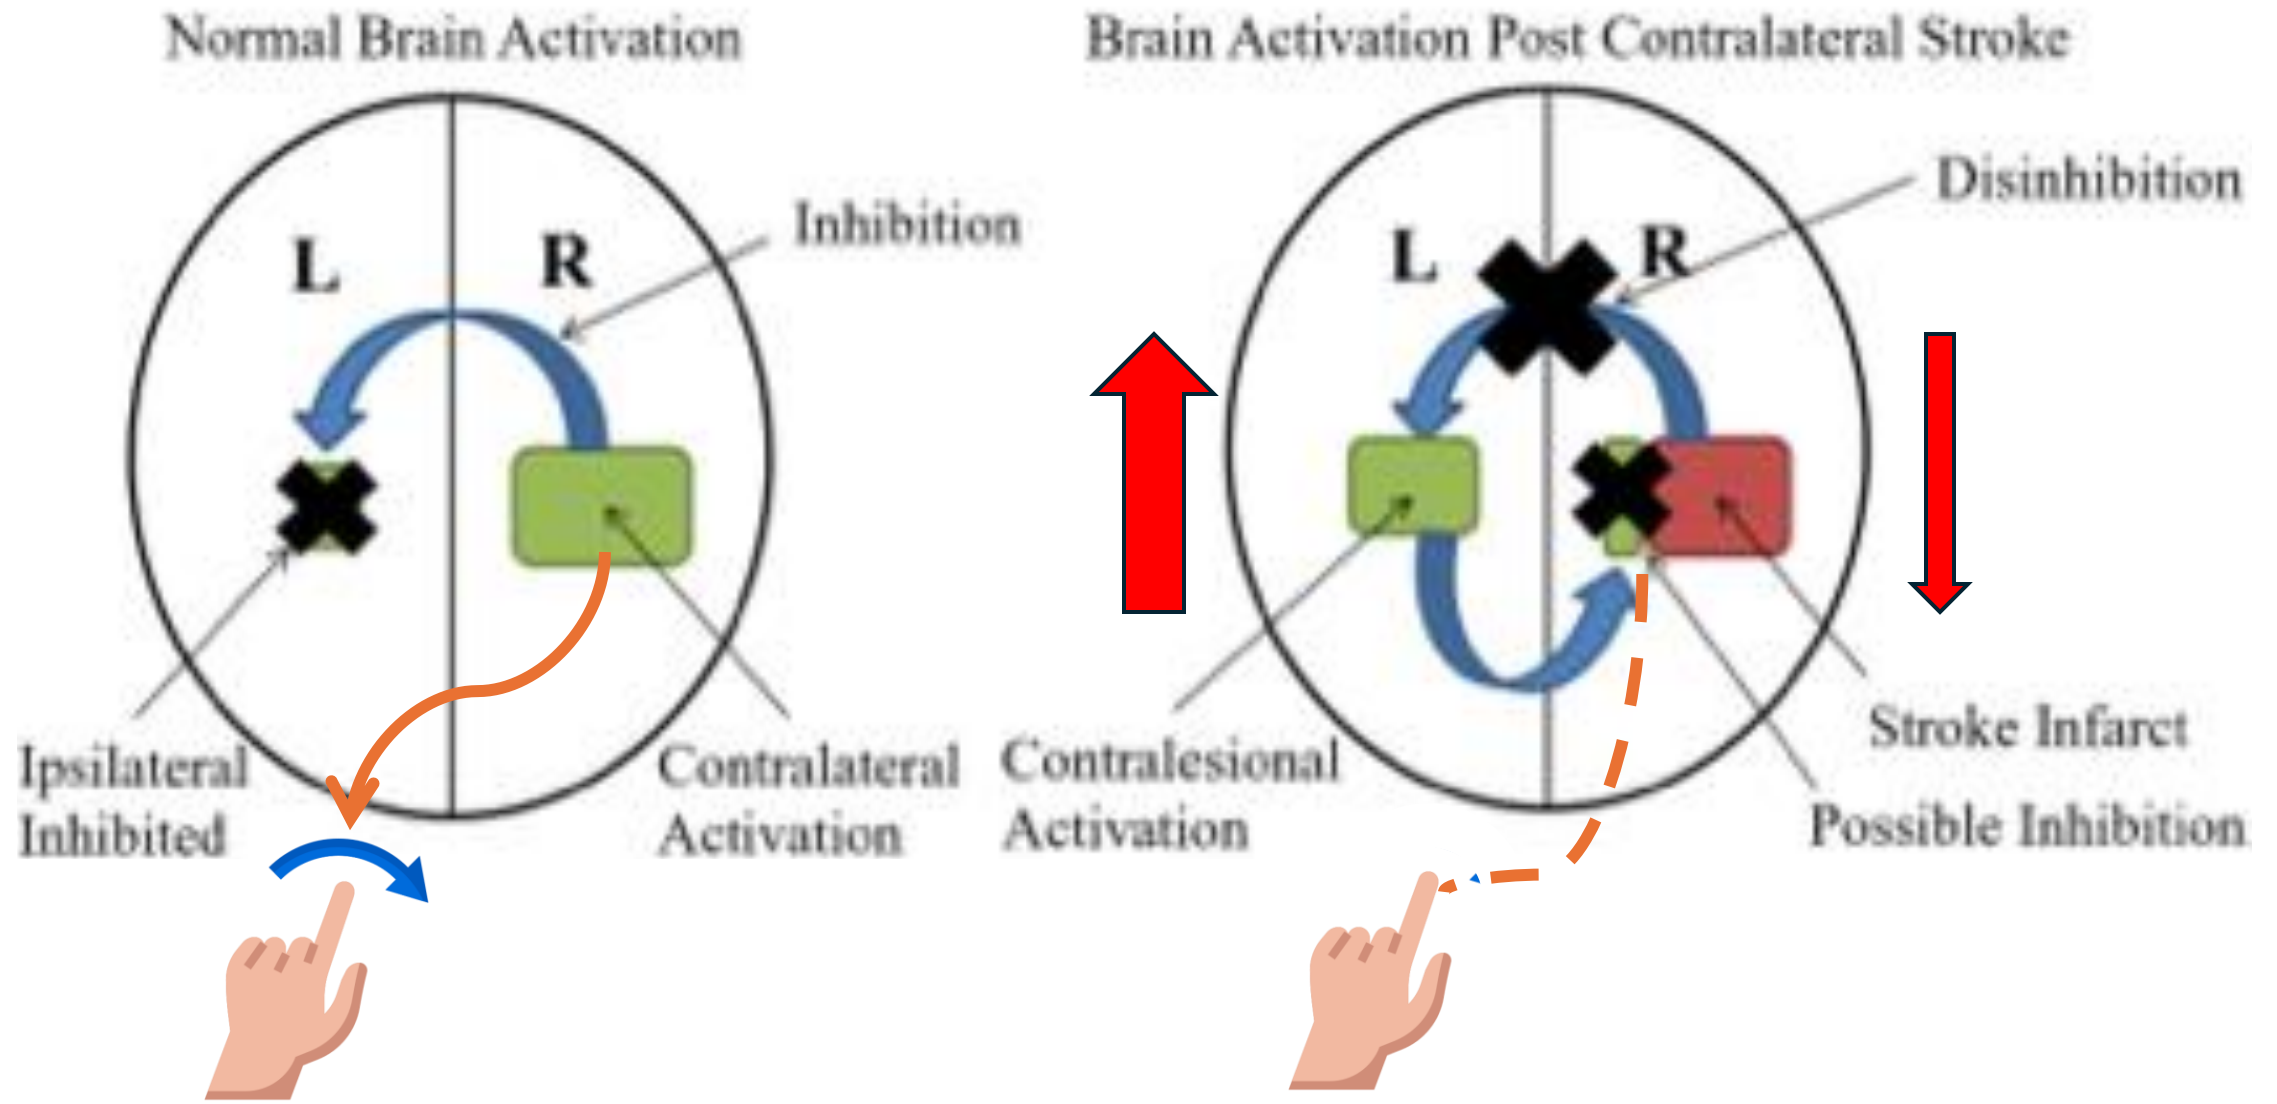 Normal Brain Activation
Inhibition
L
R
Ipsilateral
Inhibited
Contralateral
Activation
Brain Activation Post Contralateral Stroke
Disinhibition
L
R
Contralesional
Activation
Stroke Infarct
Possible Inhibition